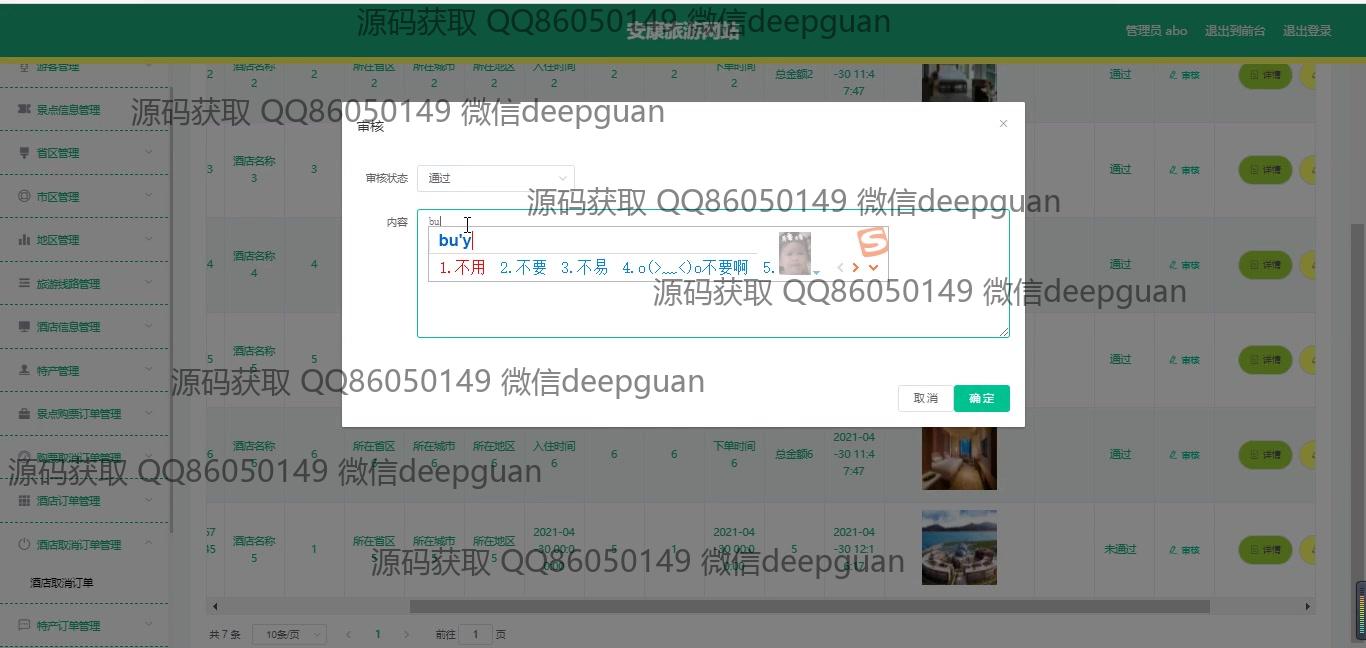 源码获取 QQ86050149 微信deepguan
安康旅游网站
管理员 abo 退出到前台 退出登录
游客管理
景点信息管理
省区管理
市区管理
地区管理
旅游线路管理
酒店信息管理
特产管理
景点购票订单管理
购票取消订单管理
酒店订单管理
酒店取消订单管理
酒店取消订单
特产订单管理
2 酒店名称2 2 所在省区2 所在城市2 所在地区2 入住时间2 2 2 下单时间2 总金额2 -30 11:47:47 通过 审核 详情
源码获取 QQ86050149 微信deepguan
审核
审核状态 通过
源码获取 QQ86050149 微信deepguan
内容 bu
bu'y
1.不用 2.不要 3.不易 4.o(>﹏<)o不要啊 5.
源码获取 QQ86050149 微信deepguan
取消 确定
3 酒店名称3 3 通过 审核 详情
4 酒店名称4 4 通过 审核 详情
5 酒店名称5 5 通过 审核 详情
源码获取 QQ86050149 微信deepguan
6 酒店名称6 所在省区6 所在城市6 所在地区6 入住时间6 6 6 下单时间6 总金额6 2021-04-30 11:47:47 通过 审核 详情
源码获取 QQ86050149 微信deepguan
酒店名称5 1 所在省区5 所在城市5 所在地区5 2021-04-30 00:00:00 5 1 2021-04-30 00:00:00 5 2021-04-30 12:16:17 未通过 审核 详情
源码获取 QQ86050149 微信deepguan
共 7 条 10条/页 1 前往 1 页